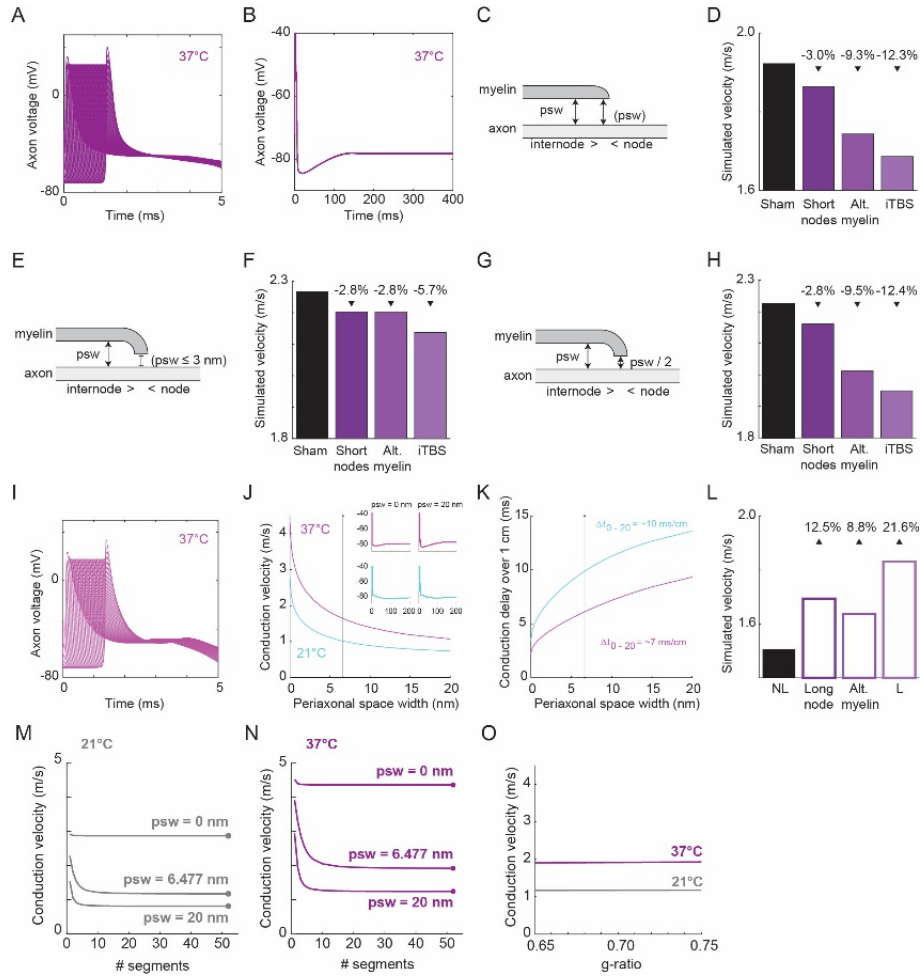 A
37°C
Axon voltage (mV)
0
-80
0
5
Time (ms)
B
37°C
Axon voltage (mV)
-40
-60
-80
0
100
200
300
400
Time (ms)
C
myelin
psw
(psw)
axon
internode > < node
D
Simulated velocity (m/s)
2.0
1.6
-3.0% -9.3% -12.3%
Sham Short Alt. iTBS
nodes myelin
E
myelin
psw
(psw ≤ 3 nm)
axon
internode > < node
F
Simulated velocity (m/s)
2.3
1.8
-2.8% -2.8% -5.7%
Sham Short Alt. iTBS
nodes myelin
G
myelin
psw
psw / 2
axon
internode > < node
H
Simulated velocity (m/s)
2.3
1.8
-2.8% -9.5% -12.4%
Sham Short Alt. iTBS
nodes myelin
I
37°C
Axon voltage (mV)
0
-80
0
5
Time (ms)
J
37°C
21°C
Conduction velocity (m/s)
4
3
2
1
0
0 5 10 15 20
Periaxonal space width (nm)
psw = 0 nm psw = 20 nm
-80
-80
0 200 0 200
K
Conduction delay over 1 cm (ms)
15
10
5
0
0 5 10 15 20
Periaxonal space width (nm)
Δt0 - 20 = ~10 ms/cm
Δt0 - 20 = ~7 ms/cm
L
Simulated velocity (m/s)
2.0
1.6
1.4
12.5% 8.8% 21.6%
NL Long Alt. L
node myelin
M
21°C
Conduction velocity (m/s)
5
0
psw = 0 nm
psw = 6.477 nm
psw = 20 nm
0 10 20 30 40 50
# segments
N
37°C
Conduction velocity (m/s)
5
0
psw = 0 nm
psw = 6.477 nm
psw = 20 nm
0 10 20 30 40 50
# segments
O
Conduction velocity (m/s)
4
3
2
1
0
37°C
21°C
0.65 0.70 0.75
g-ratio